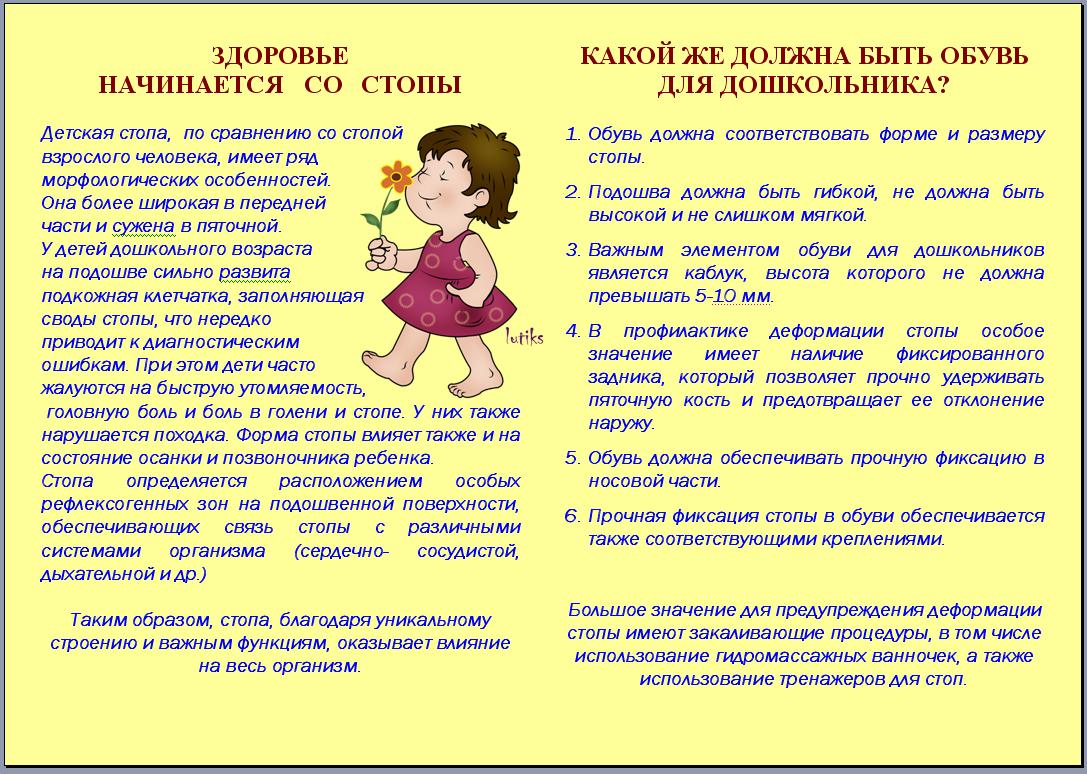 ЗДОРОВЬЕ
НАЧИНАЕТСЯ СО СТОПЫ
Детская стопа, по сравнению со стопой
взрослого человека, имеет ряд
морфологических особенностей.
Она более широкая в передней
части и сужена в пяточной.
У детей дошкольного возраста
на подошве сильно развита
подкожная клетчатка, заполняющая
своды стопы, что нередко
приводит к диагностическим
ошибкам. При этом дети часто
жалуются на быструю утомляемость,
головную боль и боль в голени и стопе. У них также
нарушается походка. Форма стопы влияет также и на
состояние осанки и позвоночника ребенка.
Стопа определяется расположением особых
рефлексогенных зон на подошвенной поверхности,
обеспечивающих связь стопы с различными
системами организма (сердечно- сосудистой,
дыхательной и др.)
Таким образом, стопа, благодаря уникальному
строению и важным функциям, оказывает влияние
на весь организм.
lutiks
КАКОЙ ЖЕ ДОЛЖНА БЫТЬ ОБУВЬ
ДЛЯ ДОШКОЛЬНИКА?
1. Обувь должна соответствовать форме и размеру
стопы.
2. Подошва должна быть гибкой, не должна быть
высокой и не слишком мягкой.
3. Важным элементом обуви для дошкольников
является каблук, высота которого не должна
превышать 5-10 мм.
4. В профилактике деформации стопы особое
значение имеет наличие фиксированного
задника, который позволяет прочно удерживать
пяточную кость и предотвращает ее отклонение
наружу.
5. Обувь должна обеспечивать прочную фиксацию в
носовой части.
6. Прочная фиксация стопы в обуви обеспечивается
также соответствующими креплениями.
Большое значение для предупреждения деформации
стопы имеют закаливающие процедуры, в том числе
использование гидромассажных ванночек, а также
использование тренажеров для стоп.